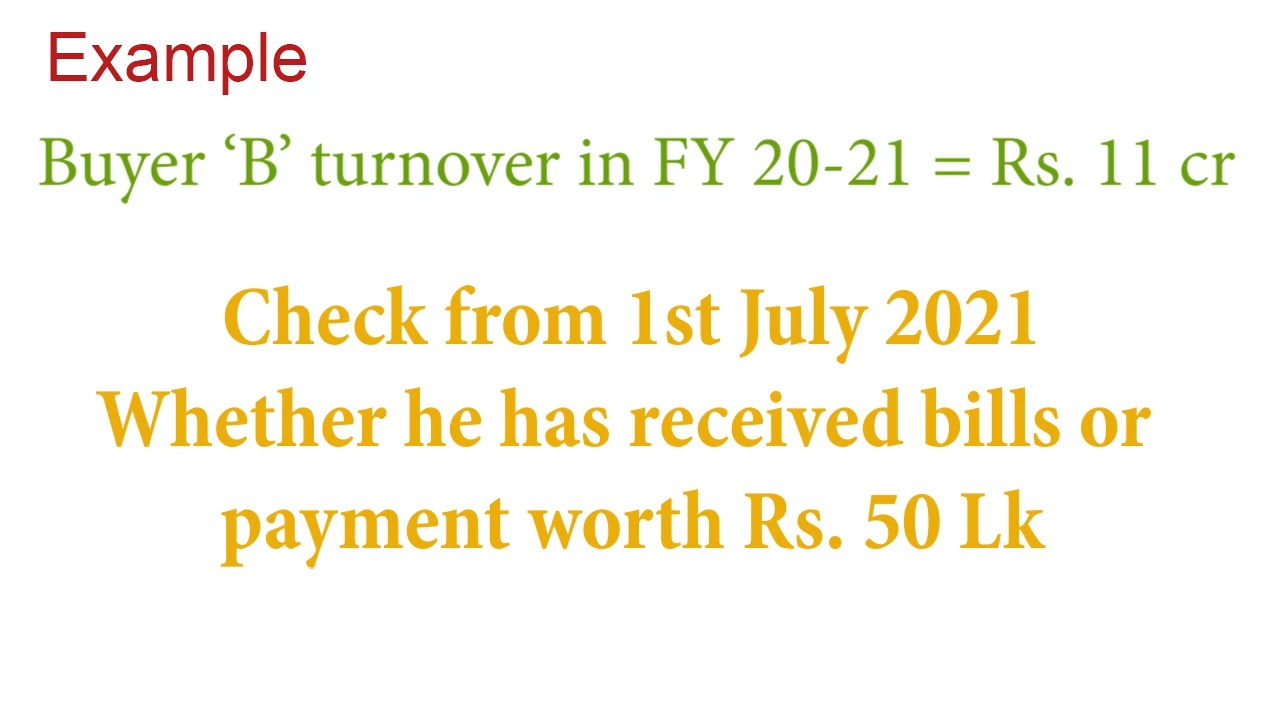 Example
Buyer ‘B’ turnover in FY 20-21 = Rs. 11 cr
Check from 1st July 2021
Whether he has received bills or
payment worth Rs. 50 Lk